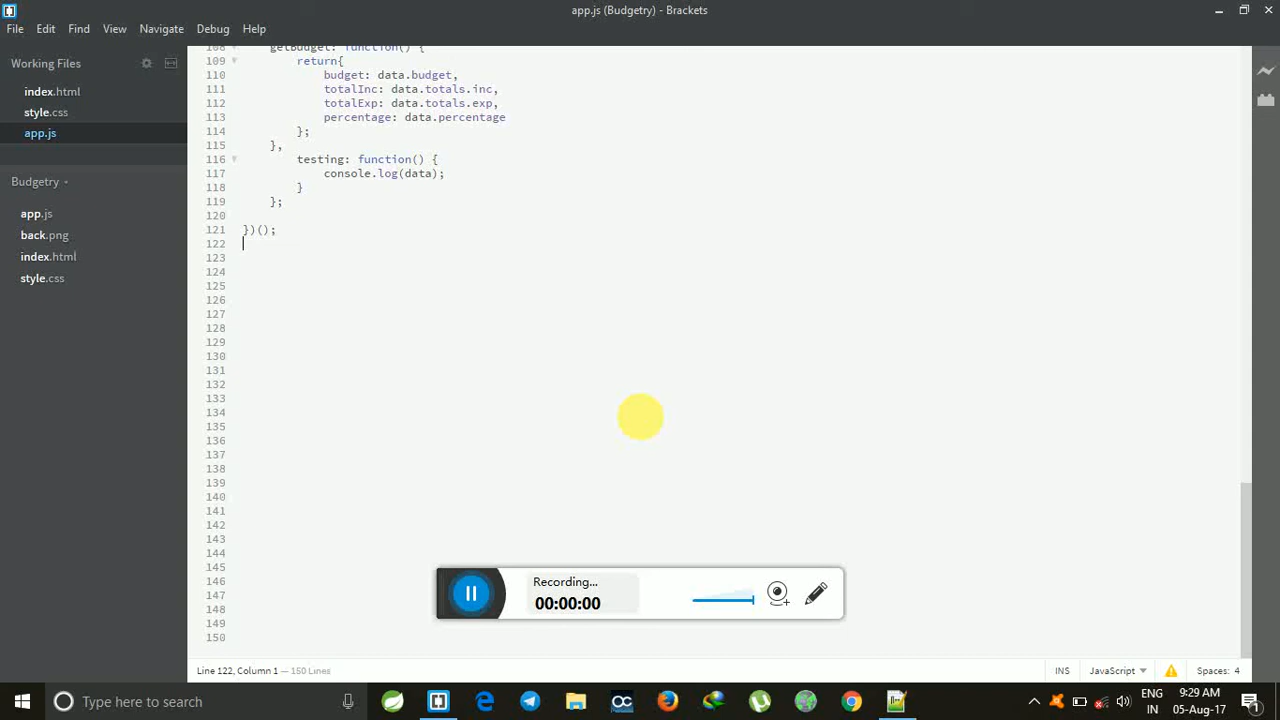 app.js (Budgetry) - Brackets
File Edit Find View Navigate Debug Help
Working Files
index.html
style.css
app.js
Budgetry
app.js
back.png
index.html
style.css
108 getBudget: function() {
109 return{
110 budget: data.budget,
111 totalInc: data.totals.inc,
112 totalExp: data.totals.exp,
113 percentage: data.percentage
114 };
115 },
116 testing: function() {
117 console.log(data);
118 }
119 };
120
121 })();
122
123
124
125
126
127
128
129
130
131
132
133
134
135
136
137
138
139
140
141
142
143
144
145
146
147
148
149
150
Recording...
00:00:00
Line 122, Column 1 — 150 Lines
INS JavaScript Spaces: 4
Type here to search
ENG
IN
9:29 AM
05-Aug-17